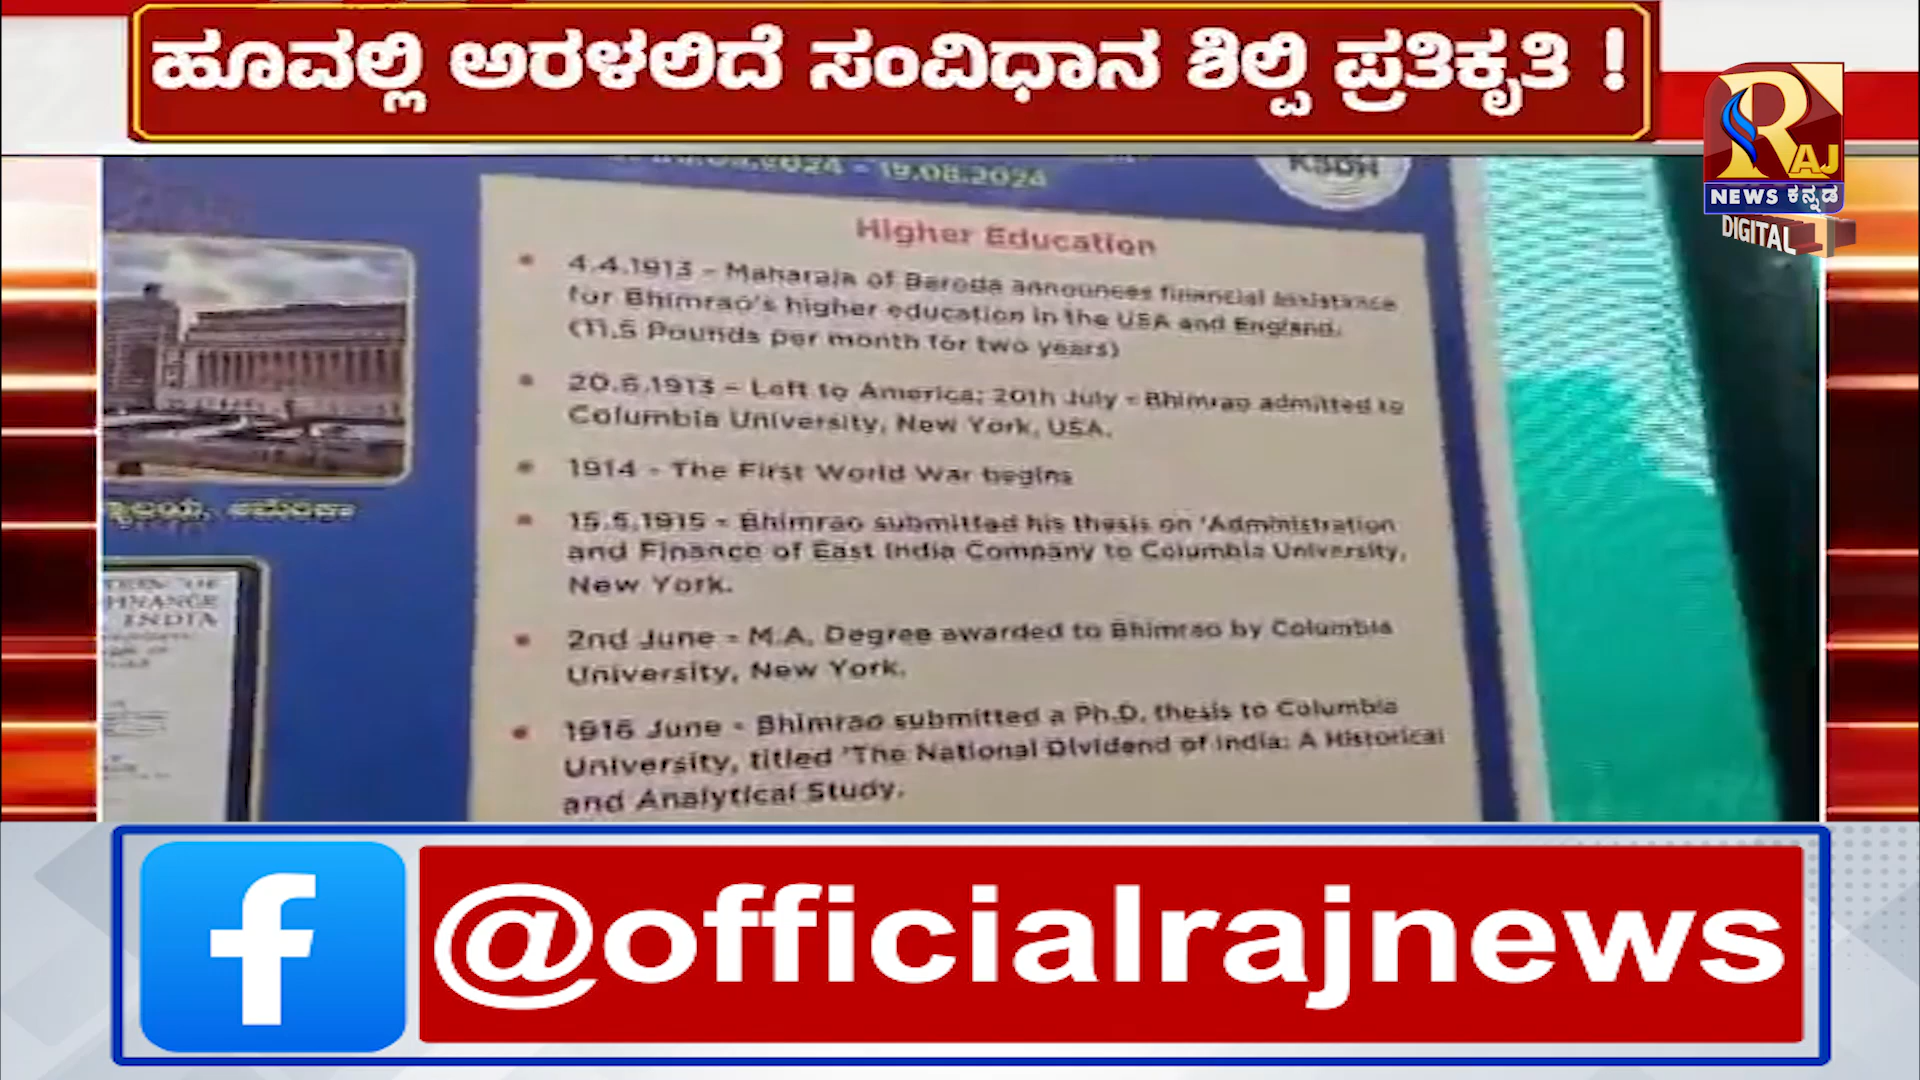 ಹೂವಲ್ಲಿ ಅರಳಲಿದೆ ಸಂವಿಧಾನ ಶಿಲ್ಪಿ ಪ್ರತಿಕೃತಿ !
RAJ
NEWS ಕನ್ನಡ
DIGITAL
2024 - 19.08.2024
Higher Education
4.4.1913 - Maharaja of Baroda announces financial assistance
for Bhimrao's higher education in the USA and England.
(11.5 Pounds per month for two years)
20.6.1913 - Left to America; 20th July - Bhimrao admitted to
Columbia University, New York, USA.
1914 - The First World War begins
15.5.1915 - Bhimrao submitted his thesis on 'Administration
and Finance of East India Company to Columbia University,
New York.
2nd June - M.A. Degree awarded to Bhimrao by Columbia
University, New York.
1916 June - Bhimrao submitted a Ph.D. thesis to Columbia
University, titled 'The National Dividend of India: A Historical
and Analytical Study.
ಅಮೆರಿಕಾ
OF
FINANCE
INDIA
f @officialrajnews